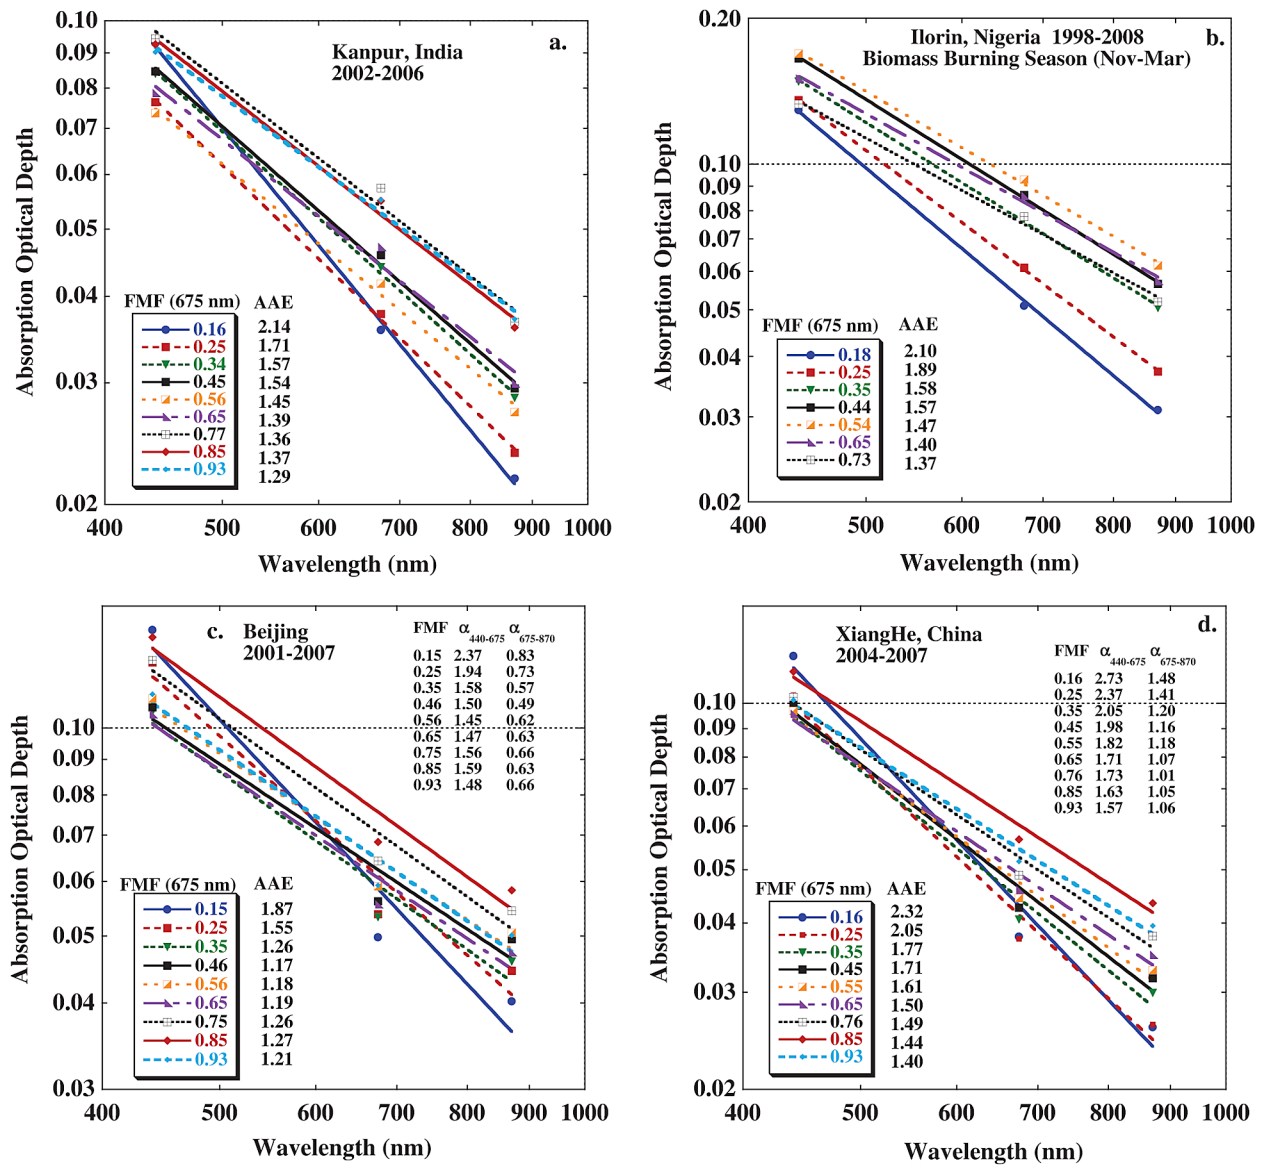 a.
Kanpur, India
2002-2006
Absorption Optical Depth
0.10
0.09
0.08
0.07
0.06
0.05
0.04
0.03
0.02
FMF (675 nm) AAE
0.16 2.14
0.25 1.71
0.34 1.57
0.45 1.54
0.56 1.45
0.65 1.39
0.77 1.36
0.85 1.37
0.93 1.29
400 500 600 700 800 900 1000
Wavelength (nm)
b.
Ilorin, Nigeria 1998-2008
Biomass Burning Season (Nov-Mar)
Absorption Optical Depth
0.20
0.10
0.09
0.08
0.07
0.06
0.05
0.04
0.03
0.02
FMF (675 nm) AAE
0.18 2.10
0.25 1.89
0.35 1.58
0.44 1.57
0.54 1.47
0.65 1.40
0.73 1.37
400 500 600 700 800 900 1000
Wavelength (nm)
c.
Beijing
2001-2007
FMF α440-675 α675-870
0.15 2.37 0.83
0.25 1.94 0.73
0.35 1.58 0.57
0.46 1.50 0.49
0.56 1.45 0.62
0.65 1.47 0.63
0.75 1.56 0.66
0.85 1.59 0.63
0.93 1.48 0.66
Absorption Optical Depth
0.10
0.09
0.08
0.07
0.06
0.05
0.04
0.03
FMF (675 nm) AAE
0.15 1.87
0.25 1.55
0.35 1.26
0.46 1.17
0.56 1.18
0.65 1.19
0.75 1.26
0.85 1.27
0.93 1.21
400 500 600 700 800 900 1000
Wavelength (nm)
d.
XiangHe, China
2004-2007
FMF α440-675 α675-870
0.16 2.73 1.48
0.25 2.37 1.41
0.35 2.05 1.20
0.45 1.98 1.16
0.55 1.82 1.18
0.65 1.71 1.07
0.76 1.73 1.01
0.85 1.63 1.05
0.93 1.57 1.06
Absorption Optical Depth
0.10
0.09
0.08
0.07
0.06
0.05
0.04
0.03
0.02
FMF (675 nm) AAE
0.16 2.32
0.25 2.05
0.35 1.77
0.45 1.71
0.55 1.61
0.65 1.50
0.76 1.49
0.85 1.44
0.93 1.40
400 500 600 700 800 900 1000
Wavelength (nm)